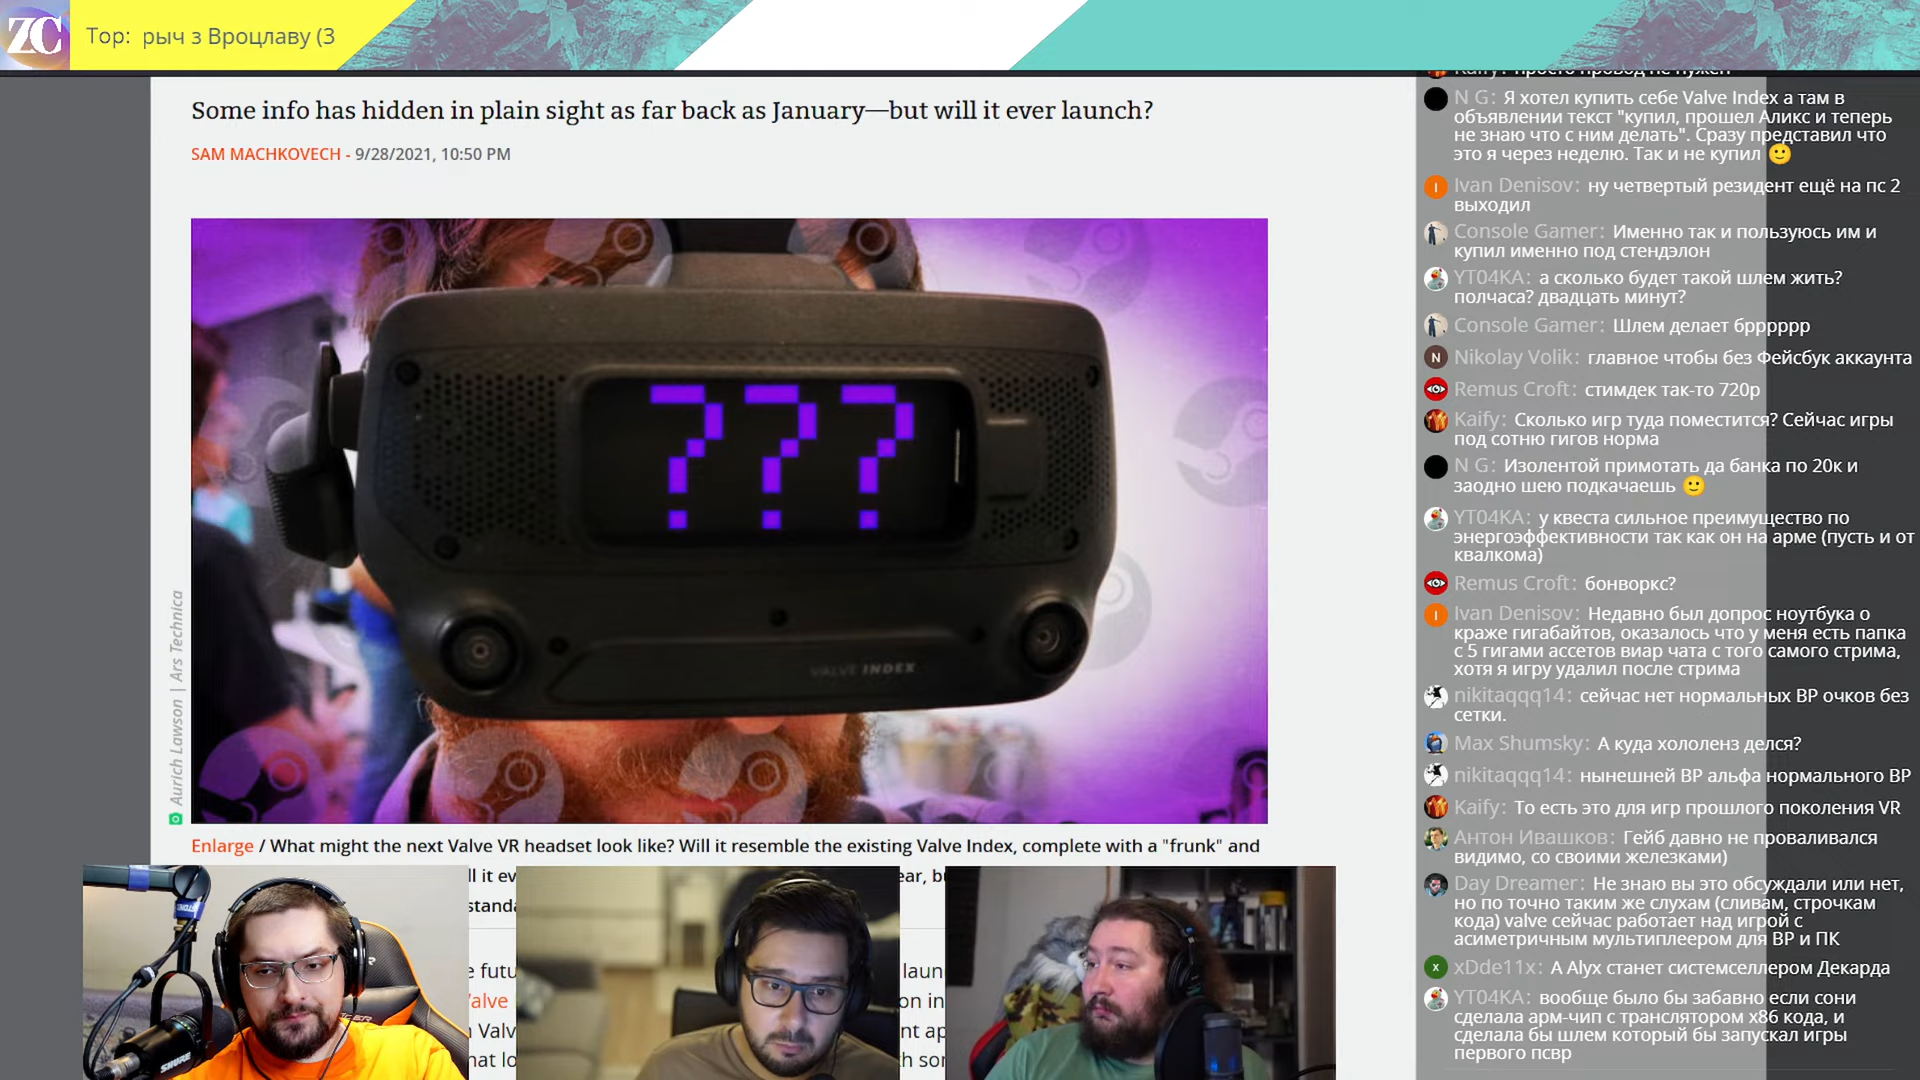 ZC
Top: рыч з Вроцлаву (3
Some info has hidden in plain sight as far back as January—but will it ever launch?
SAM MACHKOVECH - 9/28/2021, 10:50 PM
???
VALVE INDEX
Aurich Lawson | Ars Technica
Enlarge / What might the next Valve VR headset look like? Will it resemble the existing Valve Index, complete with a "frunk" and
SHURE
Kaify: просто провод не нужен
N G: Я хотел купить себе Valve Index а там в
объявлении текст "купил, прошел Аликс и теперь
не знаю что с ним делать". Сразу представил что
это я через неделю. Так и не купил 🙂
I Ivan Denisov: ну четвертый резидент ещё на пс 2
выходил
Console Gamer: Именно так и пользуюсь им и
купил именно под стендэлон
YT04KA: а сколько будет такой шлем жить?
полчаса? двадцать минут?
Console Gamer: Шлем делает бррррррр
N Nikolay Volik: главное чтобы без Фейсбук аккаунта
Remus Croft: стимдек так-то 720р
Kaify: Сколько игр туда поместится? Сейчас игры
под сотню гигов норма
N G: Изолентой примотать да банка по 20к и
заодно шею подкачаешь 🙂
YT04KA: у квеста сильное преимущество по
энергоэффективности так как он на арме (пусть и от
квалкома)
Remus Croft: бонворкс?
I Ivan Denisov: Недавно был допрос ноутбука о
краже гигабайтов, оказалось что у меня есть папка
с 5 гигами ассетов виар чата с того самого стрима,
хотя я игру удалил после стрима
nikitaqqq14: сейчас нет нормальных ВР очков без
сетки.
Max Shumsky: А куда хололенз делся?
nikitaqqq14: нынешней ВР альфа нормального ВР
Kaify: То есть это для игр прошлого поколения VR
Антон Ивашков: Гейб давно не проваливался
видимо, со своими железками)
Day Dreamer: Не знаю вы это обсуждали или нет,
но по точно таким же слухам (сливам, строчкам
кода) valve сейчас работает над игрой с
асиметричным мультиплеером для ВР и ПК
x xDde11x: А Alyx станет системселлером Декарда
YT04KA: вообще было бы забавно если сони
сделала арм-чип с транслятором x86 кода, и
сделала бы шлем который бы запускал игры
первого псвр